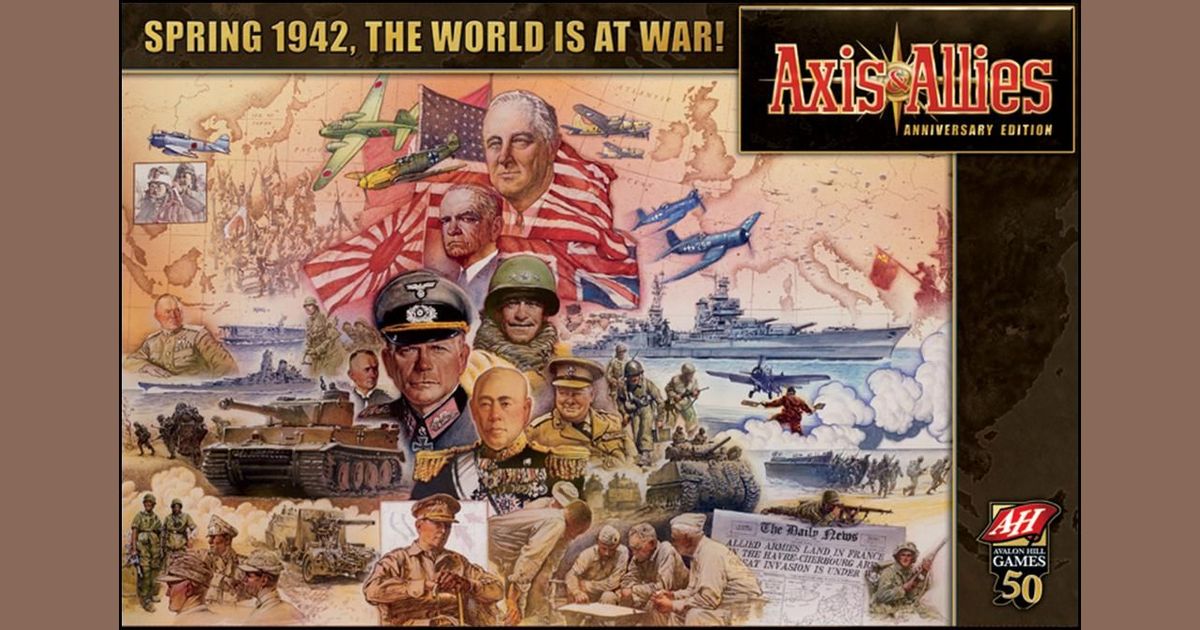 SPRING 1942, THE WORLD IS AT WAR!
Axis & Allies
ANNIVERSARY EDITION
The Daily News
ALLIED ARMIES LAND IN FRANCE
IN THE HAVRE-CHERBOURG
GREAT INVASION IS UNDER
AH
AVALON HILL
GAMES
50